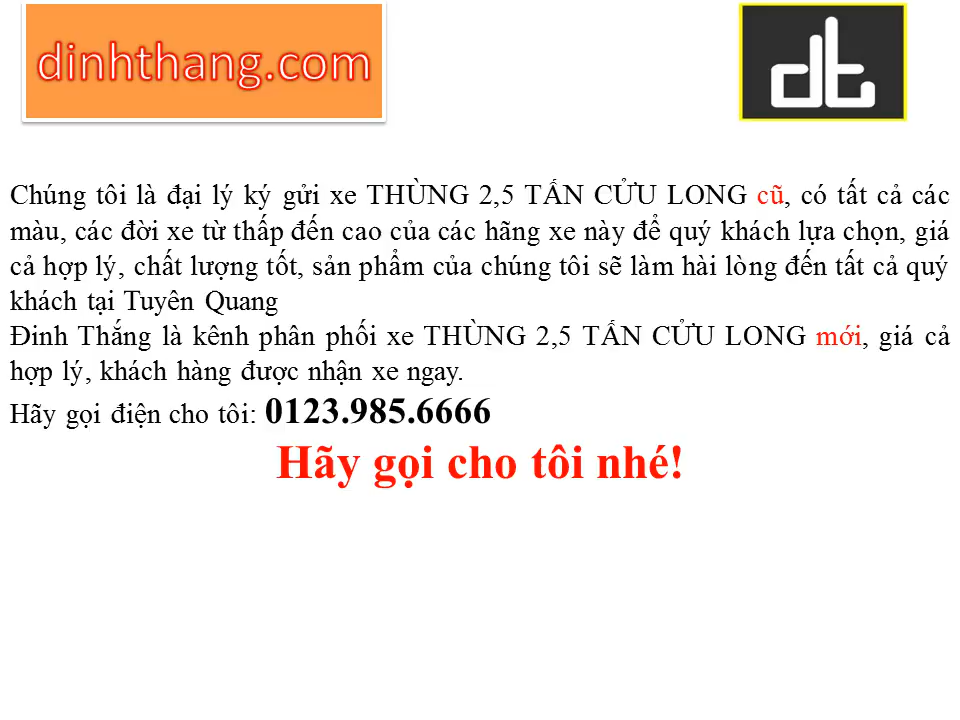 dinhthang.com
dt
Chúng tôi là đại lý ký gửi xe THÙNG 2,5 TẤN CỬU LONG cũ, có tất cả các
màu, các đời xe từ thấp đến cao của các hãng xe này để quý khách lựa chọn, giá
cả hợp lý, chất lượng tốt, sản phẩm của chúng tôi sẽ làm hài lòng đến tất cả quý
khách tại Tuyên Quang
Đinh Thắng là kênh phân phối xe THÙNG 2,5 TẤN CỬU LONG mới, giá cả
hợp lý, khách hàng được nhận xe ngay.
Hãy gọi điện cho tôi: 0123.985.6666
Hãy gọi cho tôi nhé!